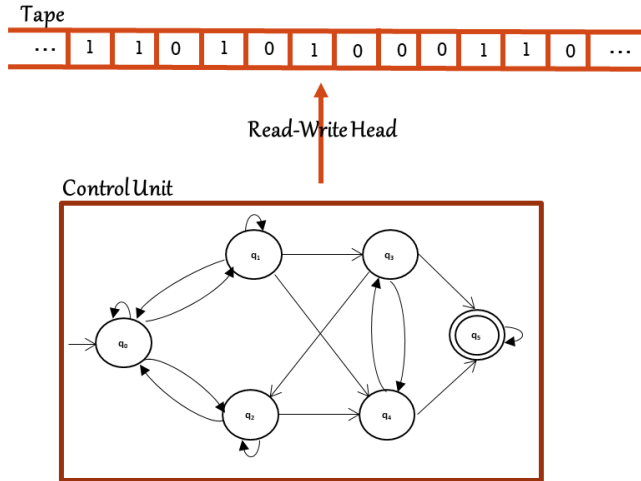 Tape
... 1 1 0 1 0 1 0 0 0 1 1 0 ...
Read-Write Head
Control Unit
q₁ q₃
q₀ q₅
q₂ q₄